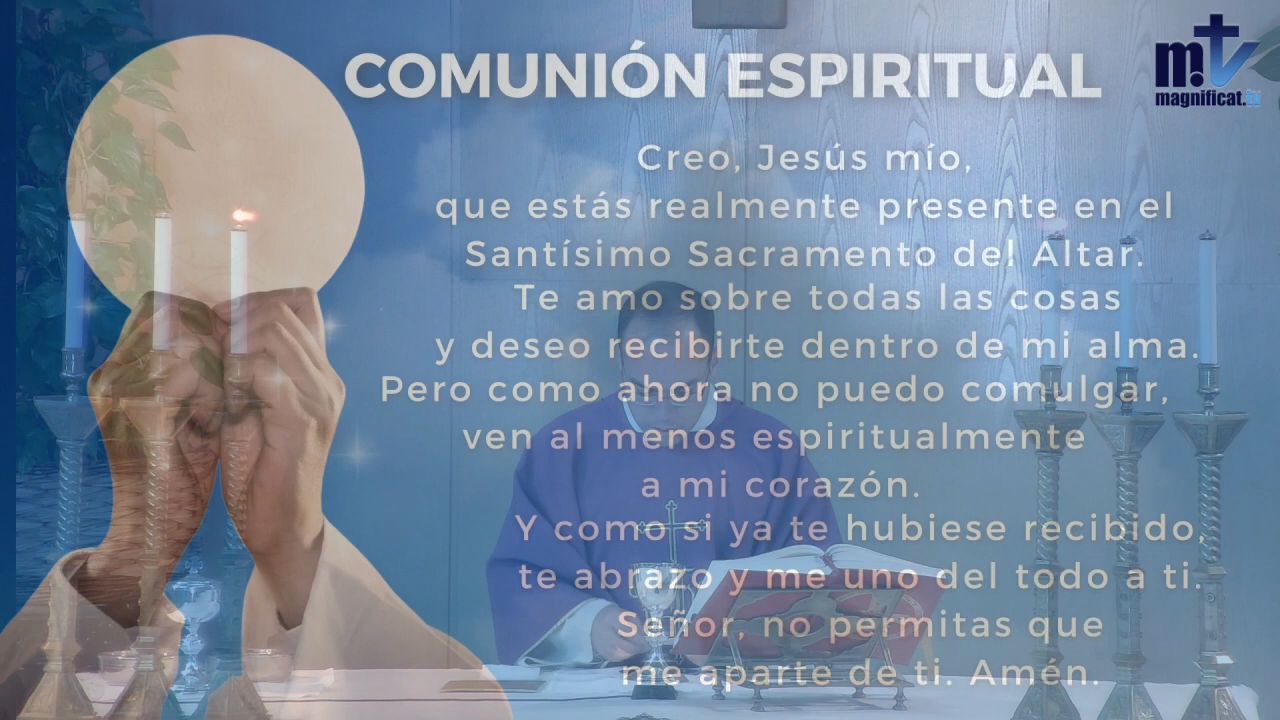 COMUNIÓN ESPIRITUAL
m.tv
magnificat.tv
Creo, Jesús mío,
que estás realmente presente en el
Santísimo Sacramento del Altar.
Te amo sobre todas las cosas
y deseo recibirte dentro de mi alma.
Pero como ahora no puedo comulgar,
ven al menos espiritualmente
a mi corazón.
Y como si ya te hubiese recibido,
te abrazo y me uno del todo a ti.
Señor, no permitas que
me aparte de ti. Amén.